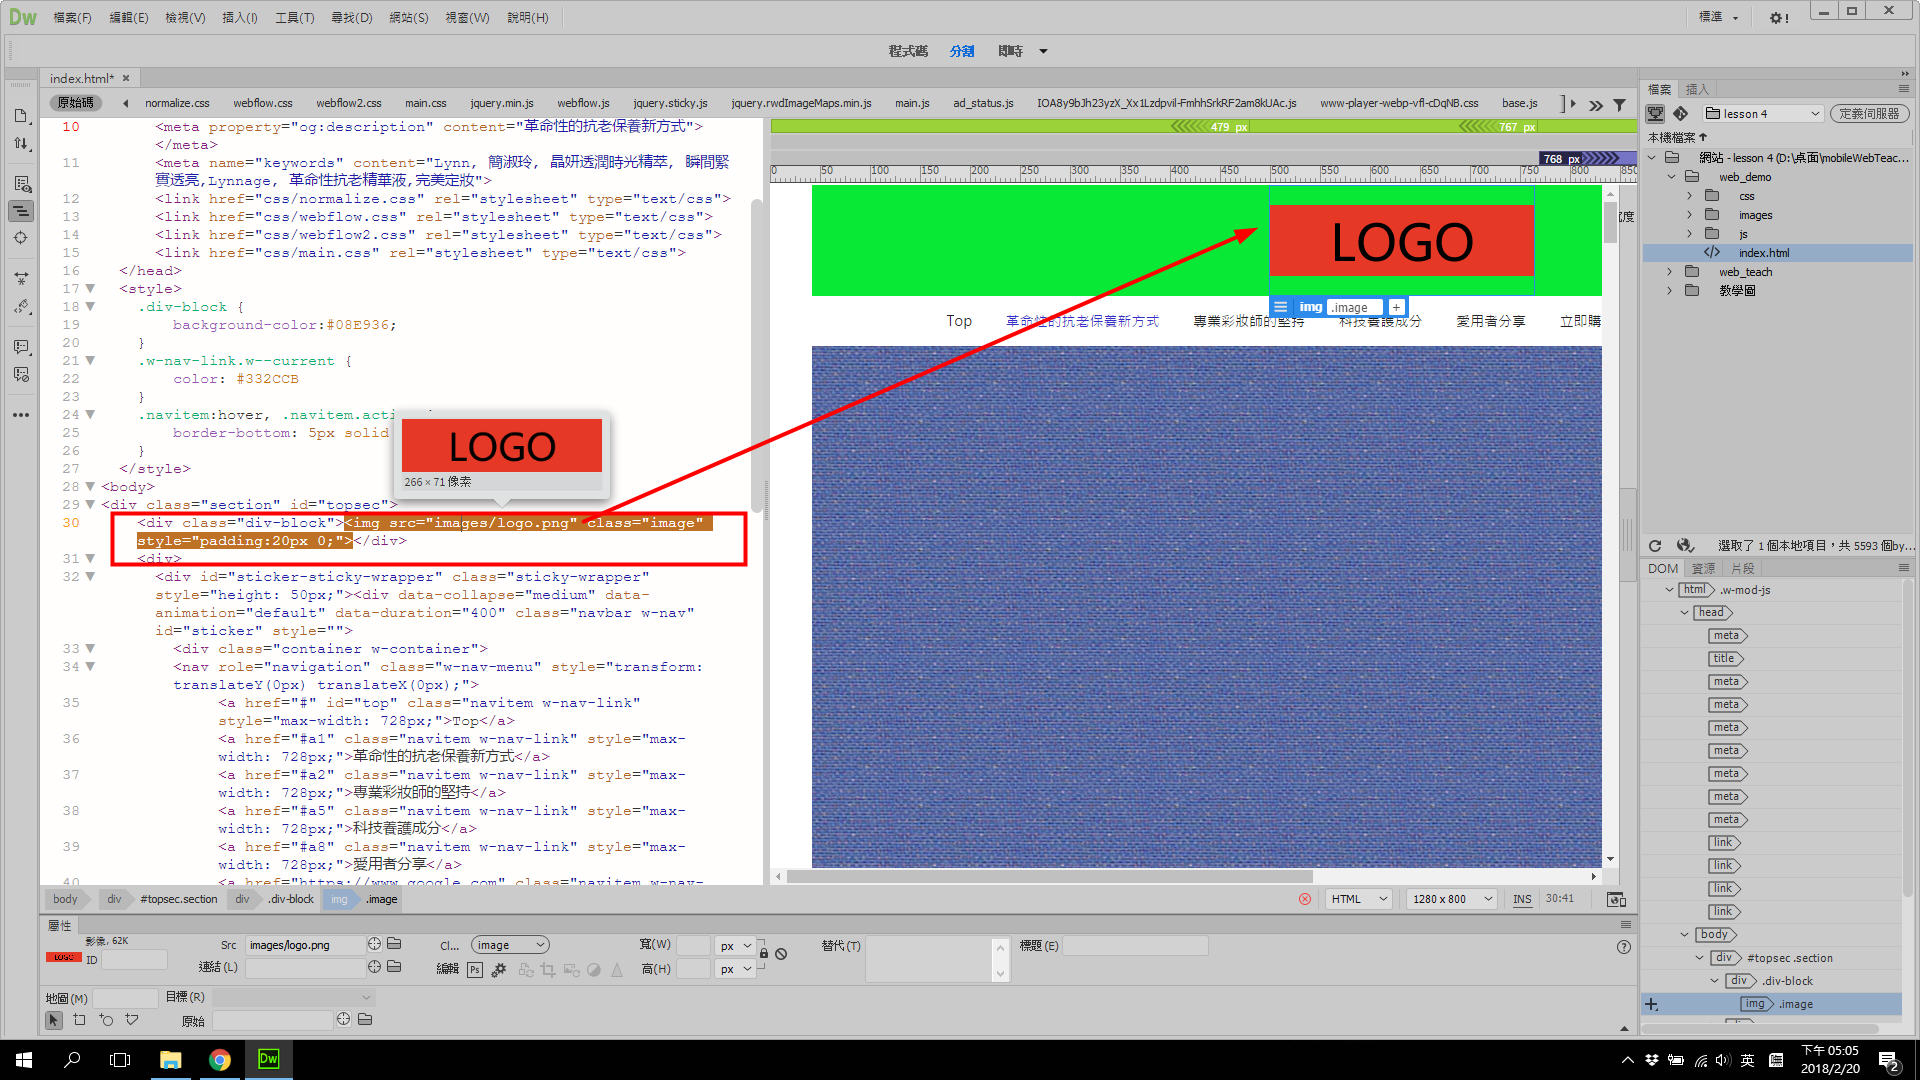 Dw 檔案(F) 編輯(E) 檢視(V) 插入(I) 工具(T) 尋找(D) 網站(S) 視窗(W) 說明(H) 標準
程式碼 分割 即時
index.html*
原始碼 normalize.css webflow.css webflow2.css main.css jquery.min.js webflow.js jquery.sticky.js jquery.rwdImageMaps.min.js main.js ad_status.js IOA8y9bJh23yzX_Xx1Lzdpvil-FmhhSrkRF2am8kUAc.js www-player-webp-vfl-cDqNB.css base.js
10 <meta property="og:description" content="革命性的抗老保養新方式">
</meta>
11 <meta name="keywords" content="Lynn, 簡淑玲, 晶妍透潤時光精萃, 瞬間緊
實透亮,Lynnage, 革命性抗老精華液,完美定妝">
12 <link href="css/normalize.css" rel="stylesheet" type="text/css">
13 <link href="css/webflow.css" rel="stylesheet" type="text/css">
14 <link href="css/webflow2.css" rel="stylesheet" type="text/css">
15 <link href="css/main.css" rel="stylesheet" type="text/css">
16 </head>
17 <style>
18 .div-block {
19 background-color:#08E936;
20 }
21 .w-nav-link.w--current {
22 color: #332CCB
23 }
24 .navitem:hover, .navitem.acti
25 border-bottom: 5px solid
26 }
27 </style>
28 <body>
29 <div class="section" id="topsec">
30 <div class="div-block"><img src="images/logo.png" class="image"
style="padding:20px 0;"></div>
31 <div>
32 <div id="sticker-sticky-wrapper" class="sticky-wrapper"
style="height: 50px;"><div data-collapse="medium" data-
animation="default" data-duration="400" class="navbar w-nav"
id="sticker" style="">
33 <div class="container w-container">
34 <nav role="navigation" class="w-nav-menu" style="transform:
translateY(0px) translateX(0px);">
35 <a href="#" id="top" class="navitem w-nav-link"
style="max-width: 728px;">Top</a>
36 <a href="#a1" class="navitem w-nav-link" style="max-
width: 728px;">革命性的抗老保養新方式</a>
37 <a href="#a2" class="navitem w-nav-link" style="max-
width: 728px;">專業彩妝師的堅持</a>
38 <a href="#a5" class="navitem w-nav-link" style="max-
width: 728px;">科技養護成分</a>
39 <a href="#a8" class="navitem w-nav-link" style="max-
width: 728px;">愛用者分享</a>
40 <a href="https://www.google.com" class="navitem w-nav-
LOGO
266 × 71 像素
479 px 767 px
768 px
0 50 100 150 200 250 300 350 400 450 500 550 600 650 700 750 800 850
LOGO
img .image +
Top 革命性的抗老保養新方式 專業彩妝師的堅持 科技養護成分 愛用者分享 立即購
body div #topsec.section div .div-block img .image HTML 1280 x 800 INS 30:41
屬性
影像, 62K Src images/logo.png Cl... image 寬(W) px 替代(T) 標題(E)
LOGO ID 連結(L) 編輯 Ps 高(H) px
地圖(M) 目標(R)
原始
檔案 插入
lesson 4 定義伺服器
本機檔案
網站 - lesson 4 (D:\桌面\mobileWebTeac...
web_demo
css
images
js
index.html
web_teach
教學圖
選取了 1 個本地項目，共 5593 個by...
DOM 資源 片段
html .w-mod-js
head
meta
title
meta
meta
meta
meta
meta
meta
meta
link
link
link
link
body
div #topsec .section
div .div-block
img .image
Dw 英 下午 05:05
2018/2/20 2